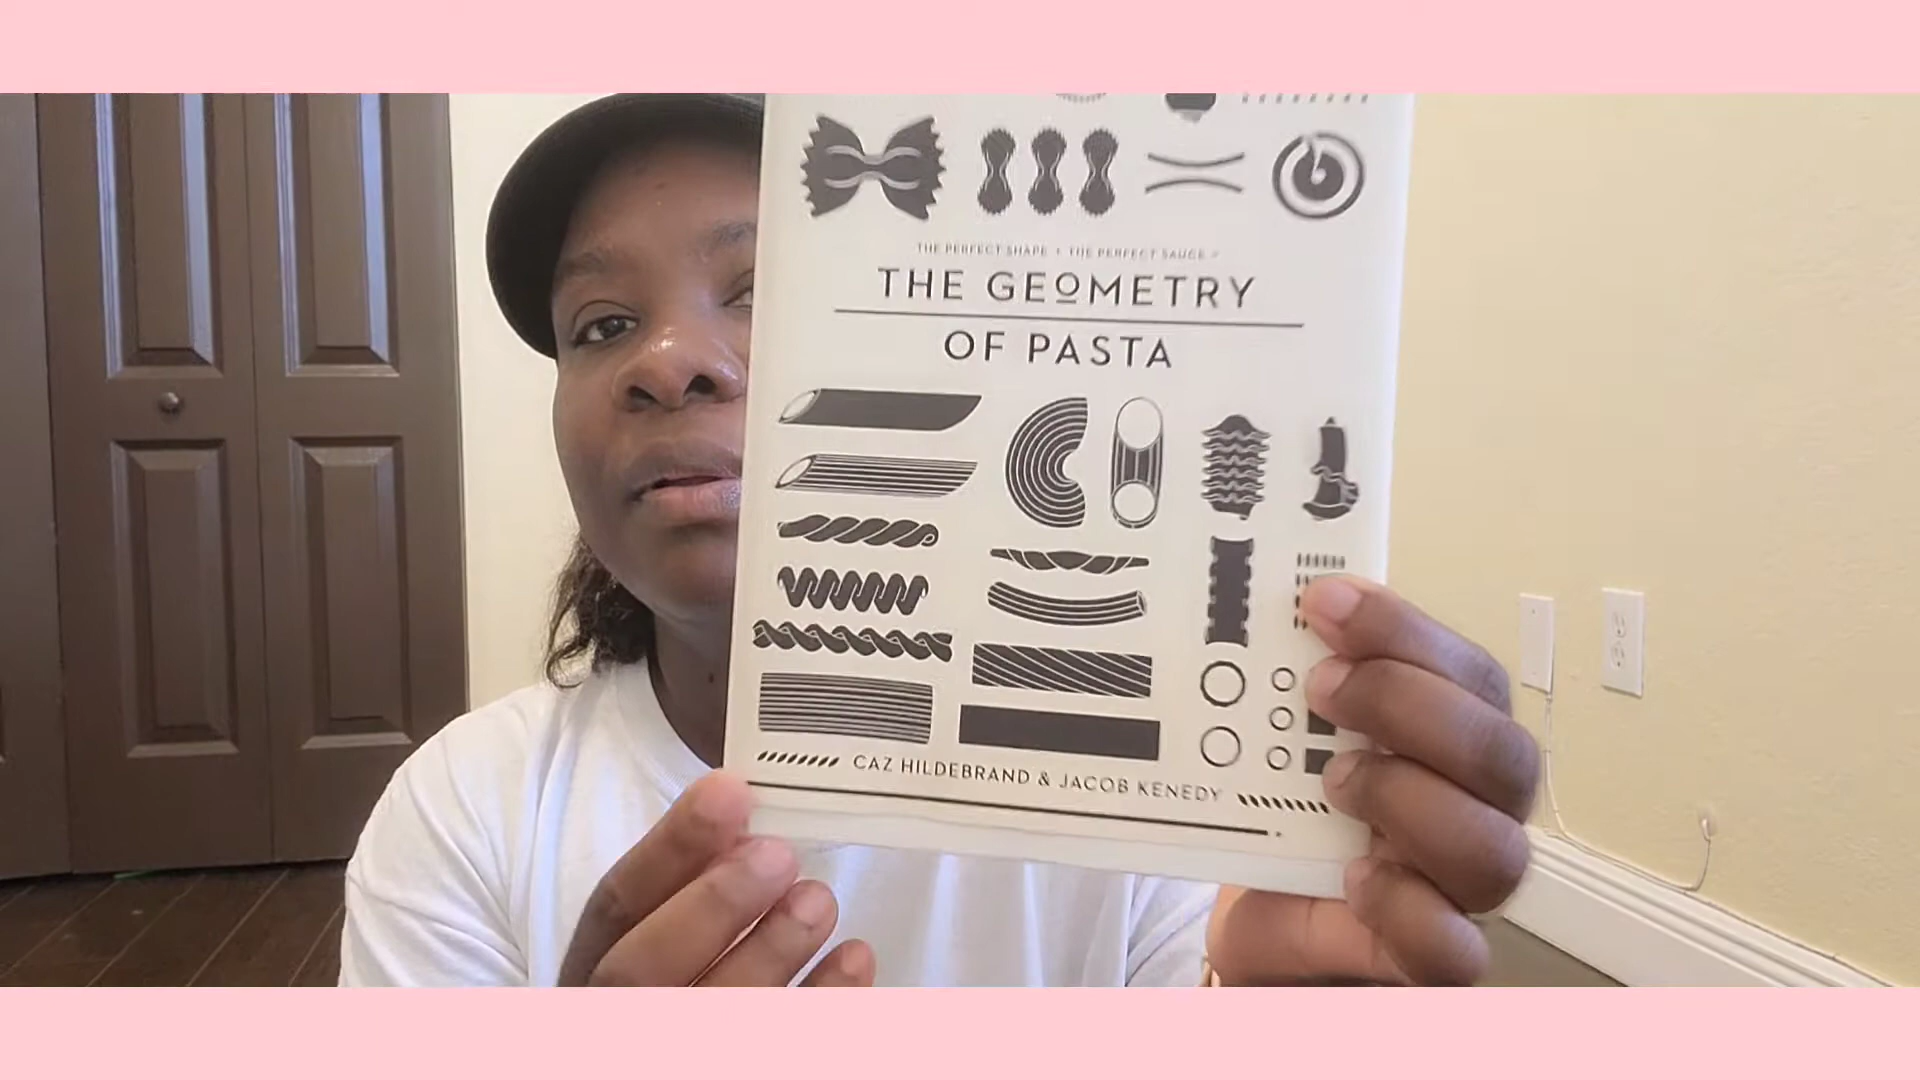 THE PERFECT SHAPE + THE PERFECT SAUCE =
THE GEOMETRY
OF PASTA
CAZ HILDEBRAND & JACOB KENEDY